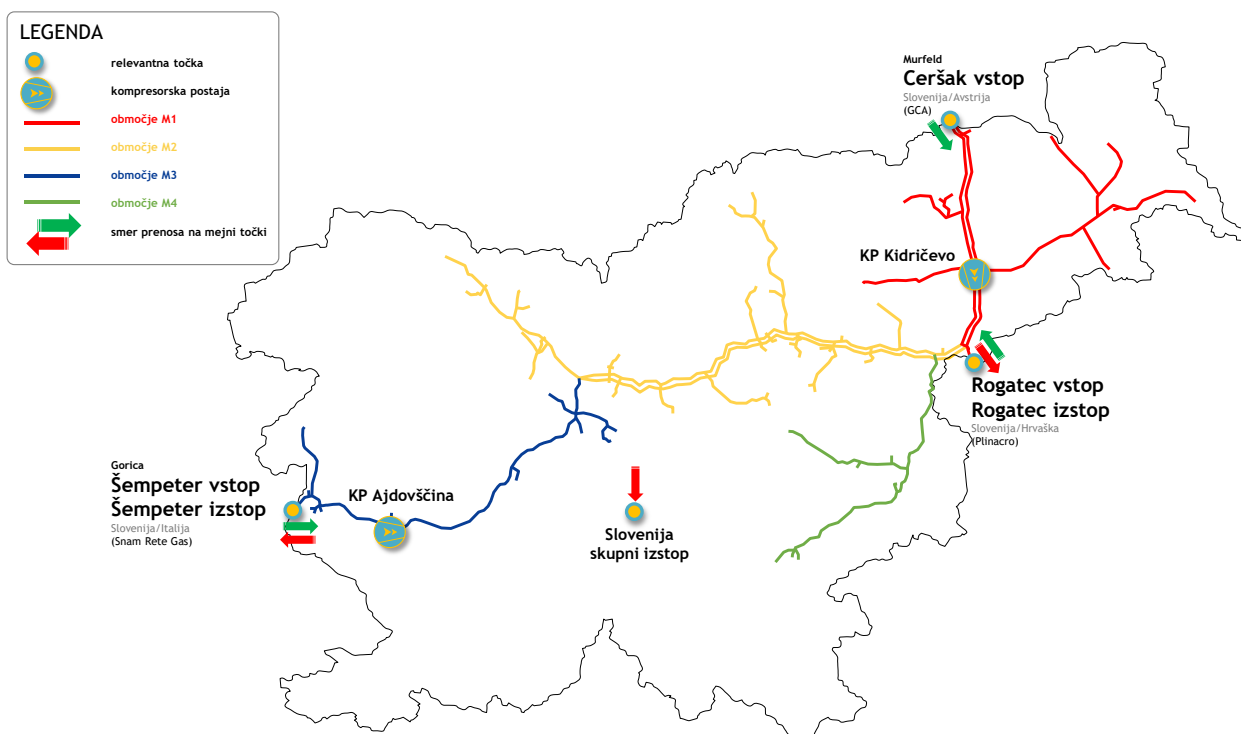 LEGENDA
relevantna točka
kompresorska postaja
območje M1
območje M2
območje M3
območje M4
smer prenosa na mejni točki
Murfeld
Ceršak vstop
Slovenija/Avstrija
(GCA)
KP Kidričevo
Rogatec vstop
Rogatec izstop
Slovenija/Hrvaška
(Plinacro)
Gorica
Šempeter vstop
Šempeter izstop
Slovenija/Italija
(Snam Rete Gas)
KP Ajdovščina
Slovenija
skupni izstop